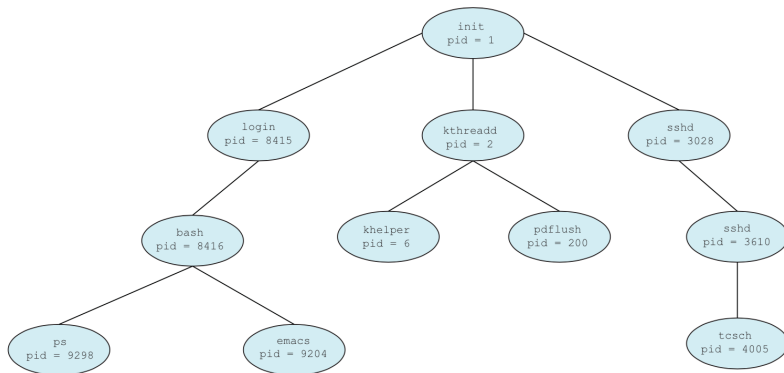 init
pid = 1
login
pid = 8415
kthreadd
pid = 2
sshd
pid = 3028
bash
pid = 8416
khelper
pid = 6
pdflush
pid = 200
sshd
pid = 3610
ps
pid = 9298
emacs
pid = 9204
tcsch
pid = 4005